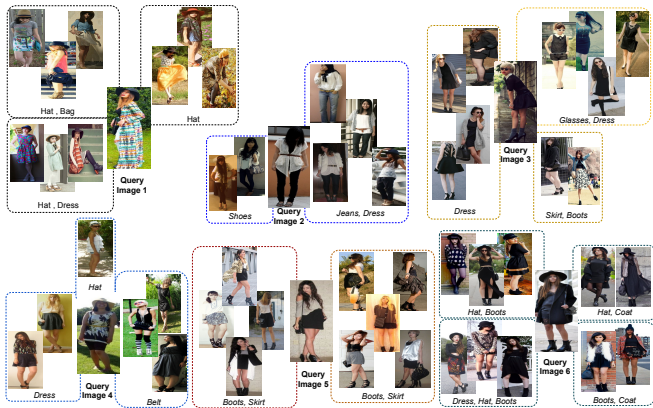 Hat , Bag
Hat
Glasses, Dress
Hat , Dress
Query
Image 1
Shoes
Query
Image 2
Jeans, Dress
Dress
Query
Image 3
Skirt, Boots
Hat
Hat, Boots
Hat, Coat
Dress
Query
Image 4
Belt
Boots, Skirt
Query
Image 5
Boots, Skirt
Dress, Hat, Boots
Query
Image 6
Boots, Coat